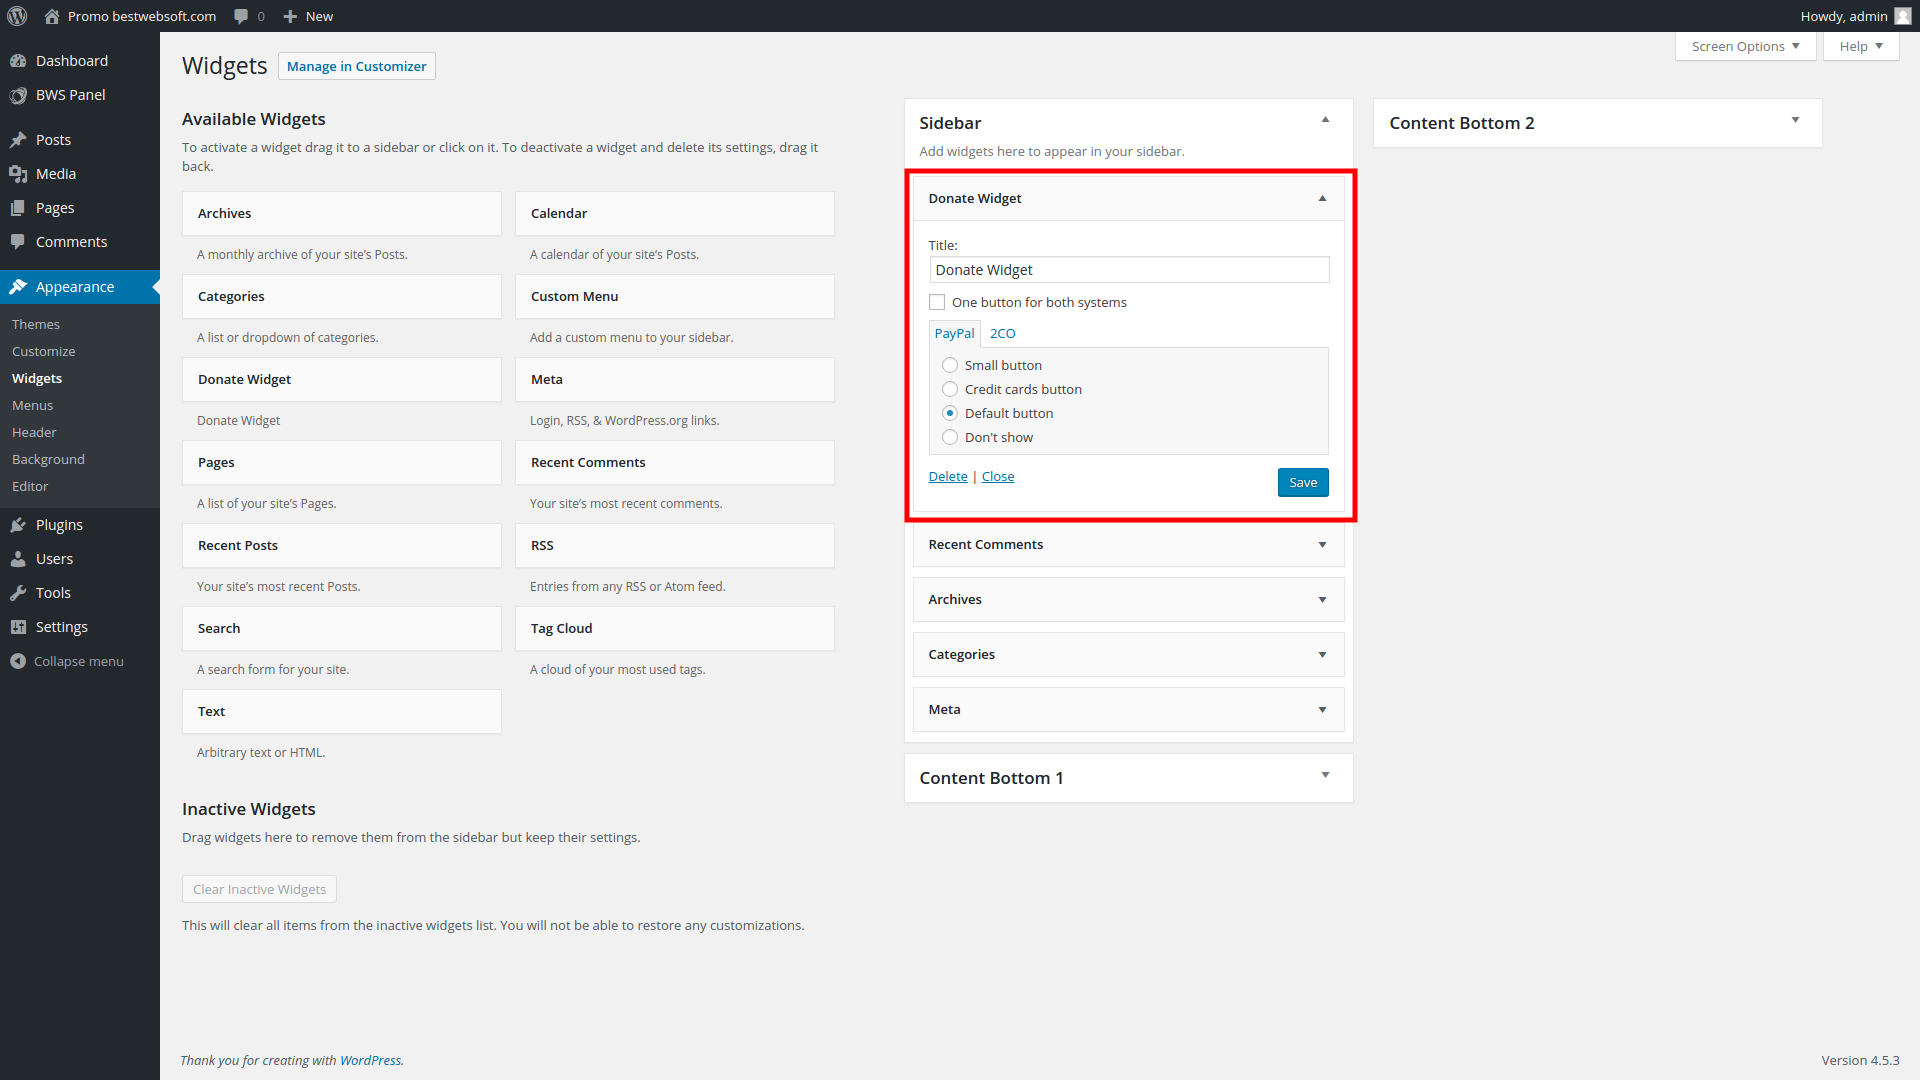 Promo bestwebsoft.com
0
New
Howdy, admin
Dashboard
BWS Panel
Posts
Media
Pages
Comments
Appearance
Themes
Customize
Widgets
Menus
Header
Background
Editor
Plugins
Users
Tools
Settings
Collapse menu
Screen Options
Help
Widgets
Manage in Customizer
Available Widgets
To activate a widget drag it to a sidebar or click on it. To deactivate a widget and delete its settings, drag it
back.
Archives
A monthly archive of your site’s Posts.
Calendar
A calendar of your site’s Posts.
Categories
A list or dropdown of categories.
Custom Menu
Add a custom menu to your sidebar.
Donate Widget
Donate Widget
Meta
Login, RSS, & WordPress.org links.
Pages
A list of your site’s Pages.
Recent Comments
Your site’s most recent comments.
Recent Posts
Your site’s most recent Posts.
RSS
Entries from any RSS or Atom feed.
Search
A search form for your site.
Tag Cloud
A cloud of your most used tags.
Text
Arbitrary text or HTML.
Inactive Widgets
Drag widgets here to remove them from the sidebar but keep their settings.
Clear Inactive Widgets
This will clear all items from the inactive widgets list. You will not be able to restore any customizations.
Sidebar
Add widgets here to appear in your sidebar.
Donate Widget
Title:
Donate Widget
One button for both systems
PayPal 2CO
Small button
Credit cards button
Default button
Don't show
Delete | Close
Save
Recent Comments
Archives
Categories
Meta
Content Bottom 1
Content Bottom 2
Thank you for creating with WordPress.
Version 4.5.3